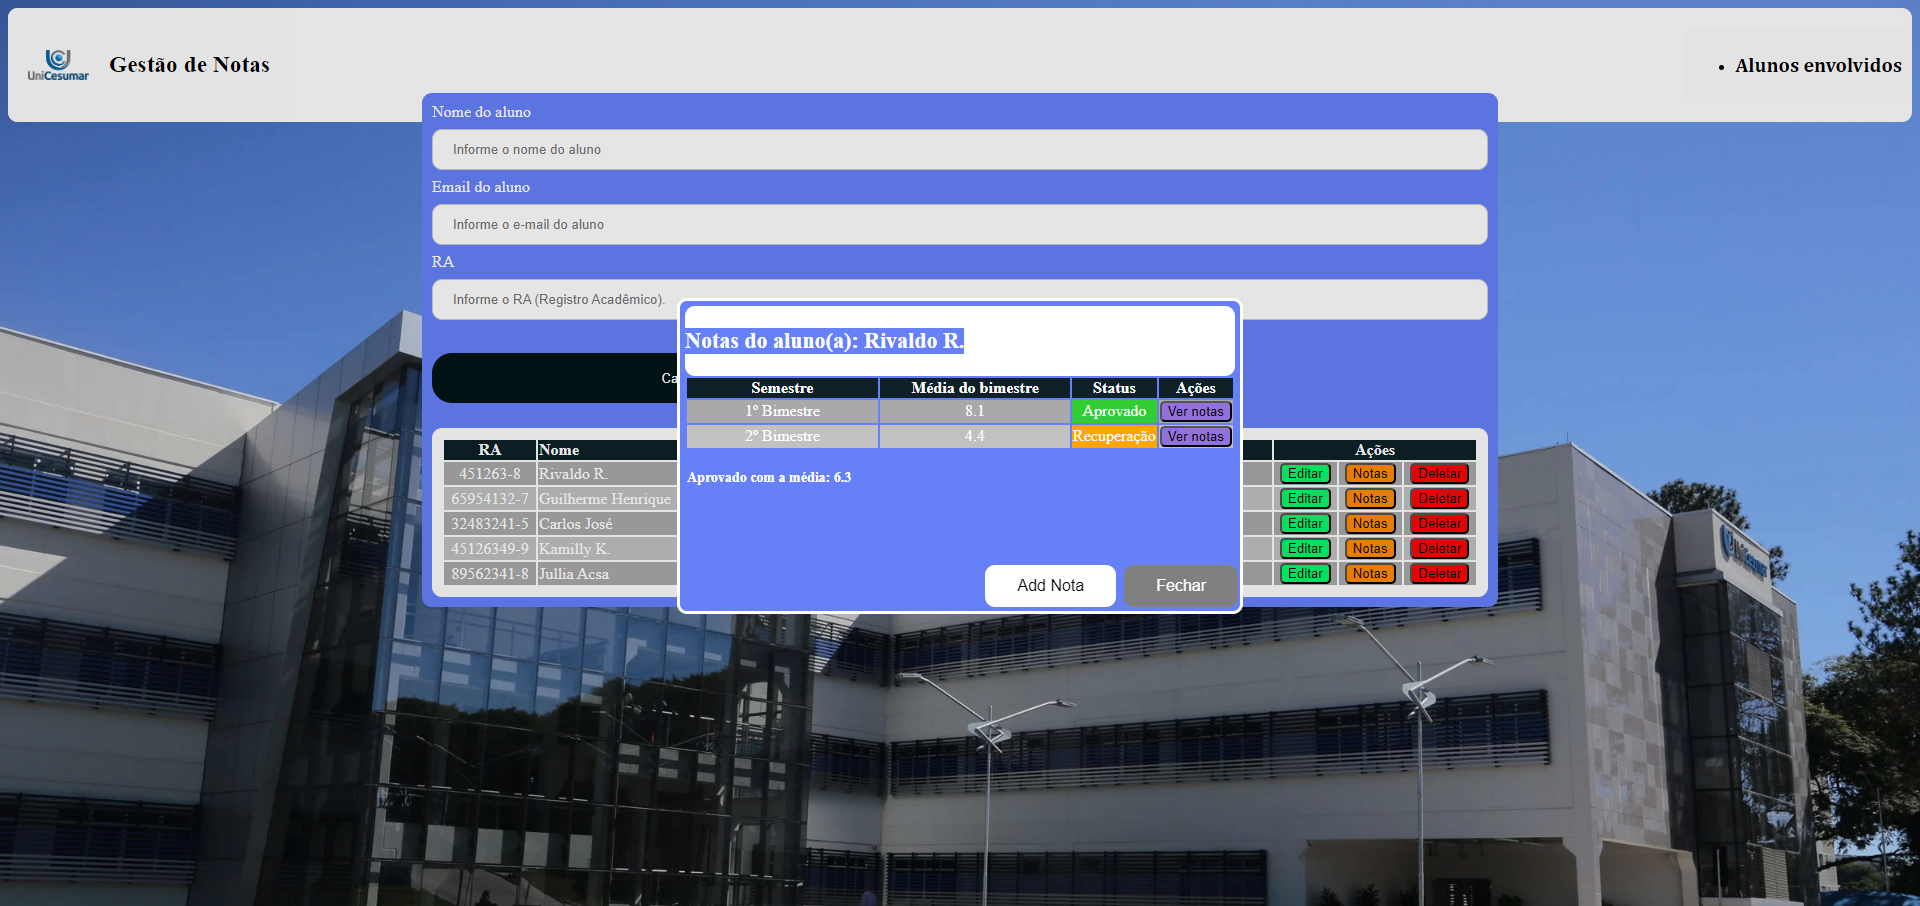 UniCesumar
Gestão de Notas
Alunos envolvidos
Nome do aluno
Informe o nome do aluno
Email do aluno
Informe o e-mail do aluno
RA
Informe o RA (Registro Acadêmico).
Ca
Notas do aluno(a): Rivaldo R.
Semestre Média do bimestre Status Ações
1º Bimestre 8.1 Aprovado Ver notas
2º Bimestre 4.4 Recuperação Ver notas
Aprovado com a média: 6.3
Add Nota Fechar
RA Nome Ações
451263-8 Rivaldo R. Editar Notas Deletar
65954132-7 Guilherme Henrique Editar Notas Deletar
32483241-5 Carlos José Editar Notas Deletar
45126349-9 Kamilly K. Editar Notas Deletar
89562341-8 Jullia Acsa Editar Notas Deletar
UniCesumar